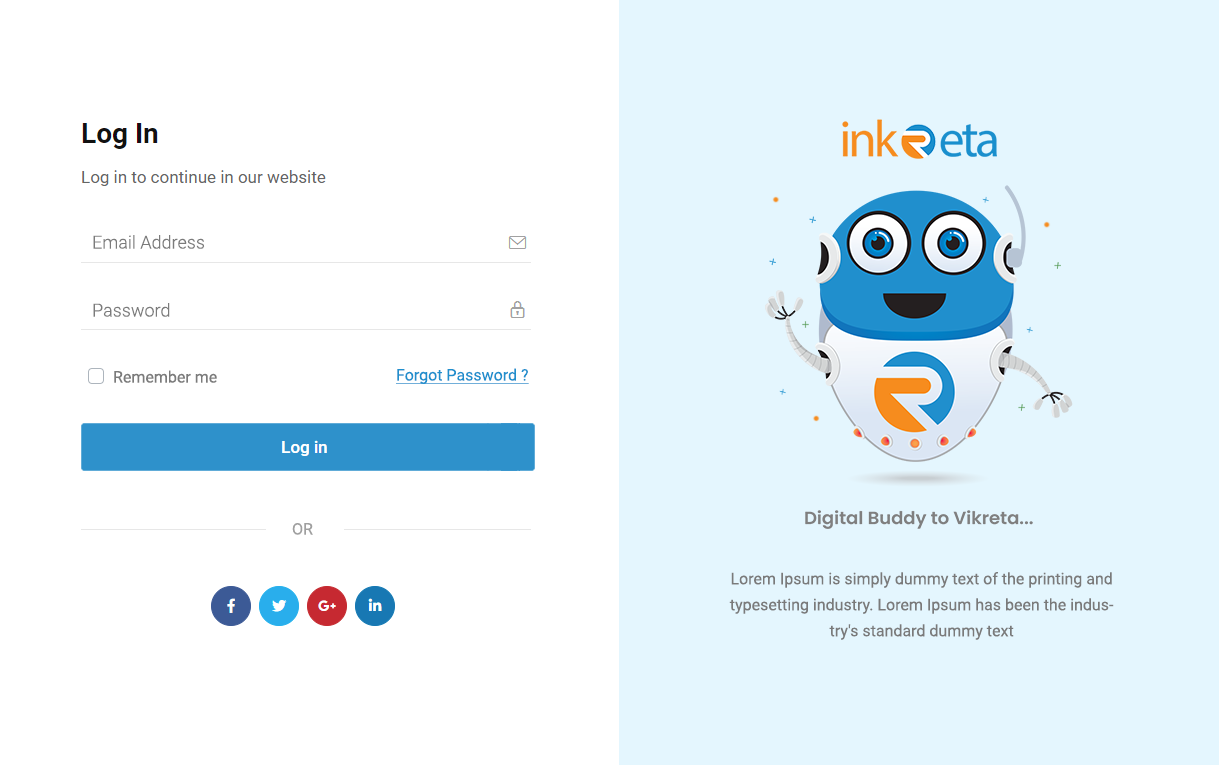 Log In
Log in to continue in our website
Email Address
Password
Remember me
Forgot Password ?
Log in
OR
f
G+
in
inkReta
R
Digital Buddy to Vikreta...
Lorem Ipsum is simply dummy text of the printing and
typesetting industry. Lorem Ipsum has been the indus-
try's standard dummy text